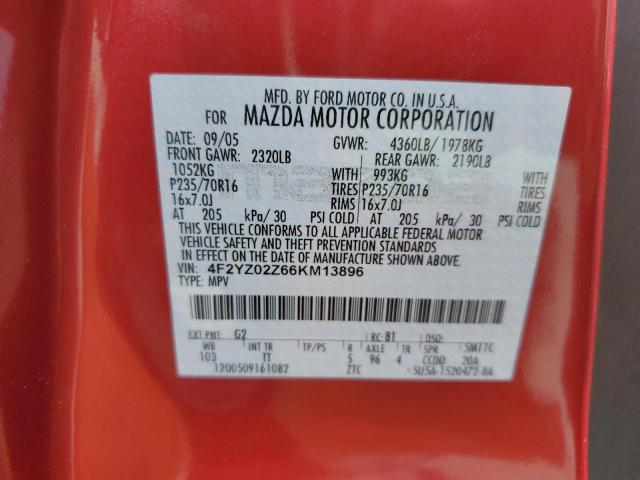 MFD. BY FORD MOTOR CO. IN U.S.A.
FOR MAZDA MOTOR CORPORATION
DATE: 09/05 GVWR: 4360LB/ 1978KG
FRONT GAWR: 2320LB REAR GAWR: 2190LB
1052KG WITH 993KG WITH
P235/70R16 TIRES P235/70R16 TIRES
16x7.0J RIMS 16x7.0J RIMS
AT 205 kPa/ 30 PSI COLD AT 205 kPa/ 30 PSI COLD
THIS VEHICLE CONFORMS TO ALL APPLICABLE FEDERAL MOTOR
VEHICLE SAFETY AND THEFT PREVENTION STANDARDS
IN EFFECT ON THE DATE OF MANUFACTURE SHOWN ABOVE.
VIN: 4F2YZ02Z66KM13896
TYPE: MPV
EXT PNT: G2 RC: 81 DSO:
WB INT TR TP/PS R AXLE TR SPR SMTTC
103 TT 5 96 4 CCDD 20A
1200509161082 ZTC 5U5A-1520472-BA